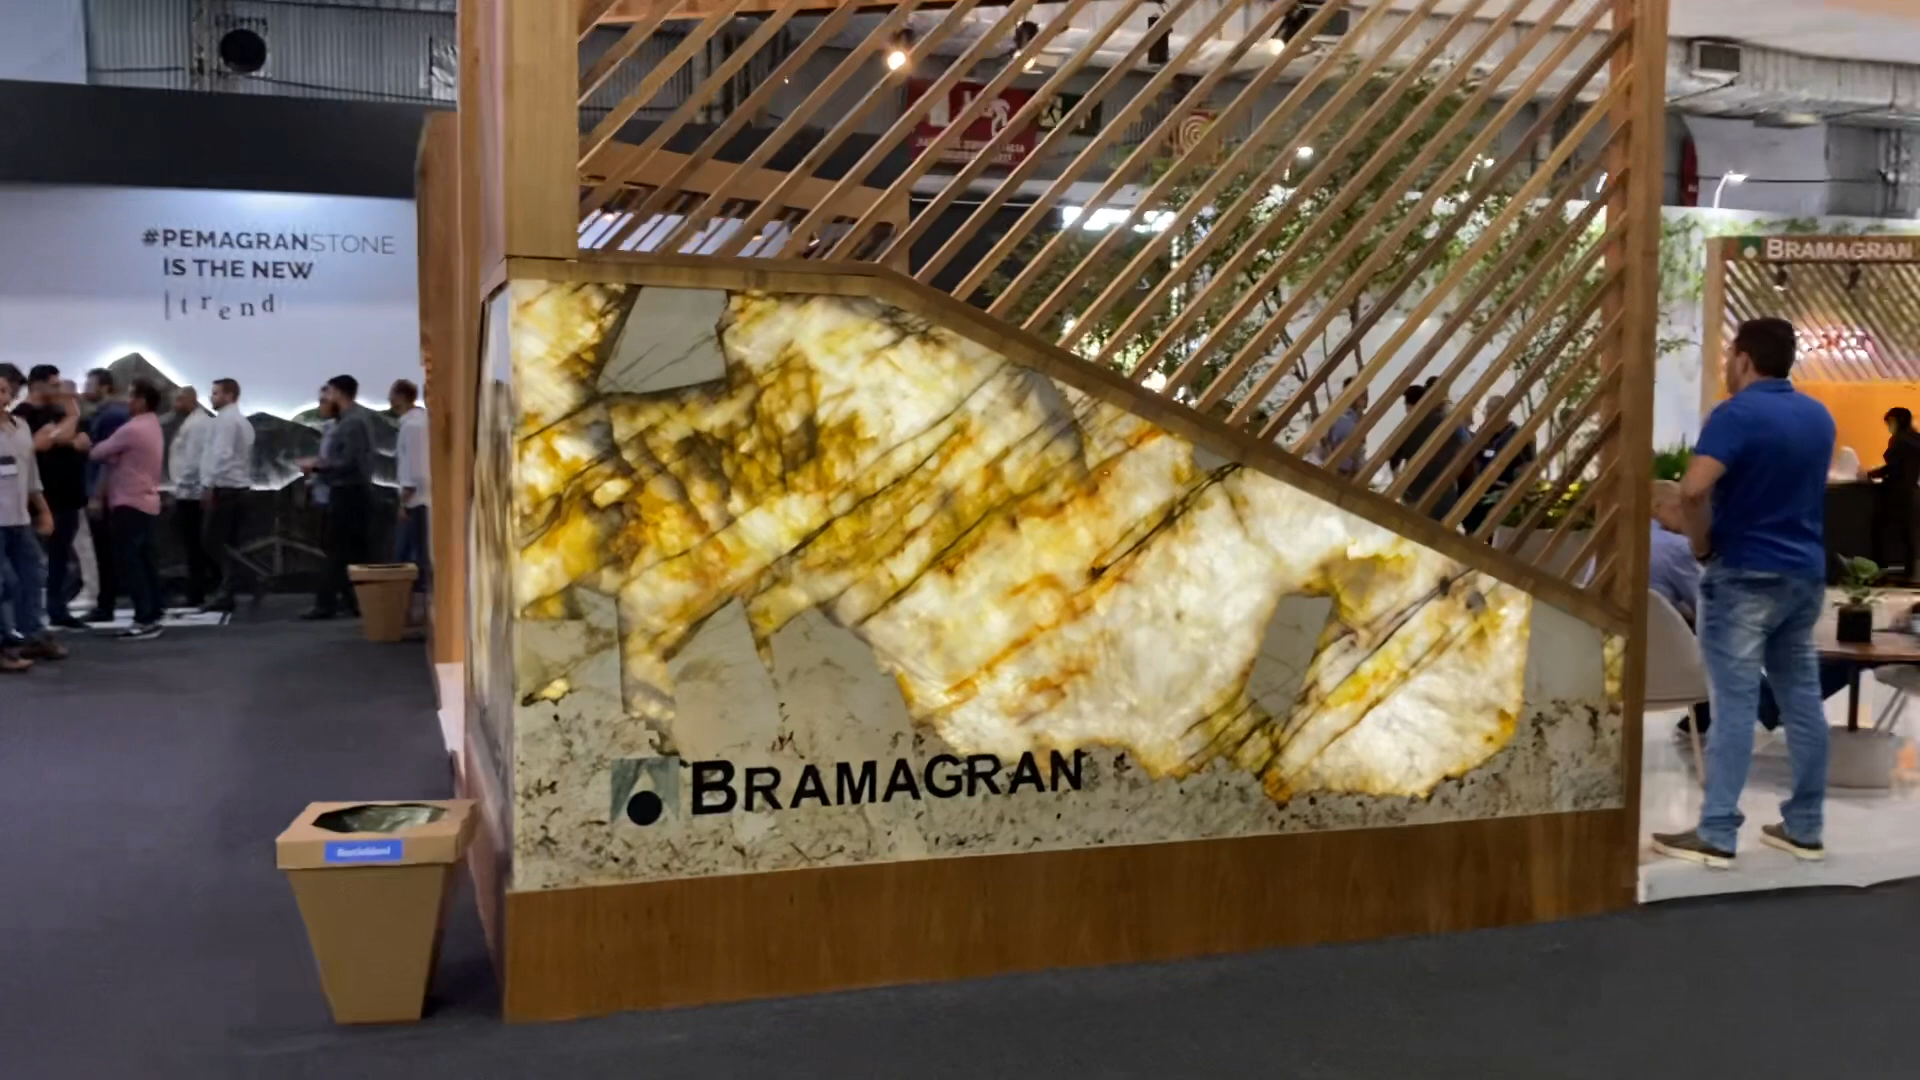 #PEMAGRANSTONE
IS THE NEW
|trend
BRAMAGRAN
BRAMAGRAN